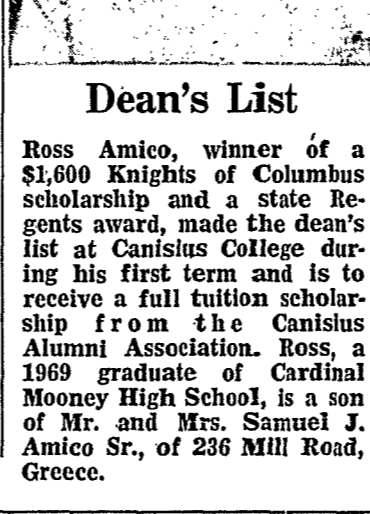 Dean's List
Ross Amico, winner of a
$1,600 Knights of Columbus
scholarship and a state Re-
gents award, made the dean's
list at Canisius College dur-
ing his first term and is to
receive a full tuition scholar-
ship from the Canisius
Alumni Association. Ross, a
1969 graduate of Cardinal
Mooney High School, is a son
of Mr. and Mrs. Samuel J.
Amico Sr., of 236 Mill Road,
Greece.